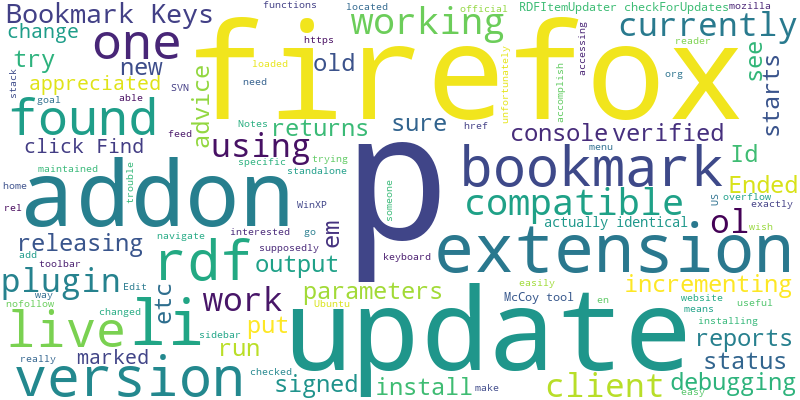 Bookmark Keys
functions
located
official
RDFItemUpdater checkForUpdates
mozilla
change
one
firefox
working
currently
https
reader
try
new
loaded
old
accessing
see
starts
stack
appreciated
SVN
need
unfortunately
accomplish
org
goal
able
advice
found
feed
Notes
returns
sure
href
console
verified
click Find
using
specific
trying
p
bookmark
menu
Id
maintained
trouble
standalone
Ended
home
addon
WinXP
someone
compatible
US
overflow
exactly
rel
navigate
interested
go
em
actually identical
ol
wish
releasing
add
toolbar
supposedly
keyboard
extension
rdf
output
easily
website
incrementing
plugin
Edit
etc
work
parameters
McCoy tool
en
means
useful
nofollow
way
changed
Ubuntu
update
installing
live
li
put
reports
sidebar
run
marked
status
really
version
checked
signed
install
make
client
debugging
easy